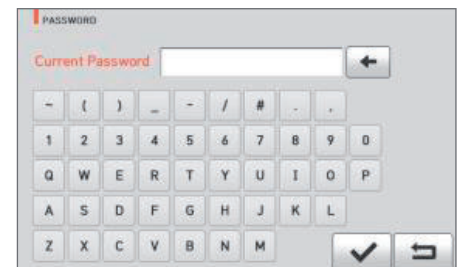 PASSWORD
Current Password
~ ( ) _ - / # . ,
1 2 3 4 5 6 7 8 9 0
Q W E R T Y U I O P
A S D F G H J K L
Z X C V B N M